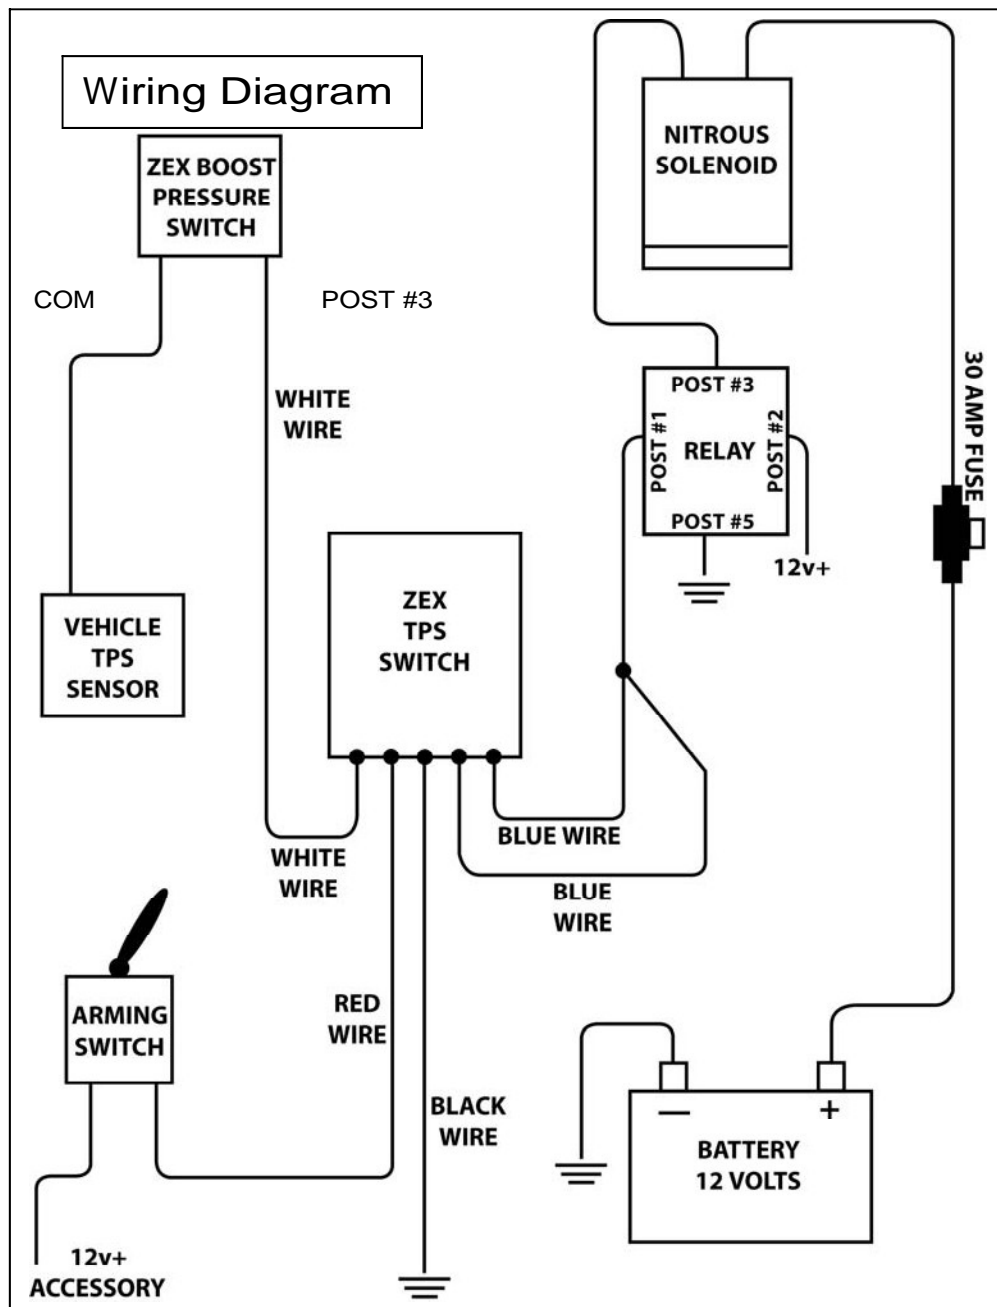 Wiring Diagram
ZEX BOOST
PRESSURE
SWITCH
NITROUS
SOLENOID
COM
POST #3
WHITE
WIRE
POST #3
POST #1
RELAY
POST #2
POST #5
12v+
30 AMP FUSE
ZEX
TPS
SWITCH
VEHICLE
TPS
SENSOR
WHITE
WIRE
BLUE WIRE
BLUE
WIRE
ARMING
SWITCH
RED
WIRE
BLACK
WIRE
— +
BATTERY
12 VOLTS
12v+
ACCESSORY